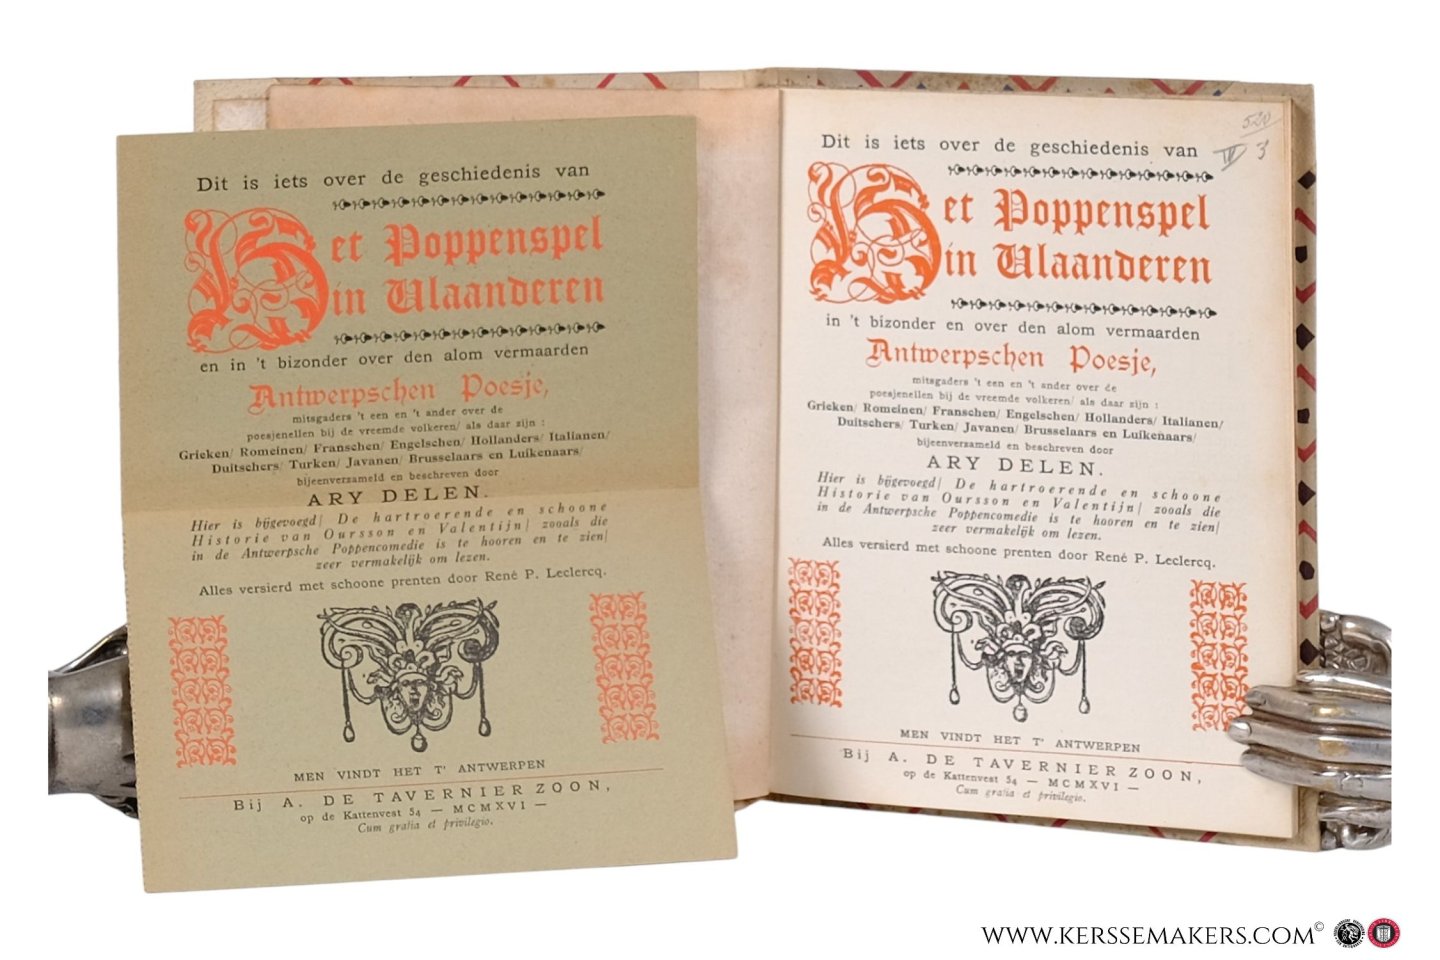 Dit is iets over de geschiedenis van
Het Poppenspel
in Vlaanderen
en in 't bizonder over den alom vermaarden
Antwerpschen Poesje,
mitsgaders 't een en 't ander over de
poesjenellen bij de vreemde volkeren/ als daar zijn :
Grieken/ Romeinen/ Franschen/ Engelschen/ Hollanders/ Italianen/
Duitschers/ Turken/ Javanen/ Brusselaars en Luikenaars/
bijeenverzameld en beschreven door
ARY DELEN.
Hier is bijgevoegd| De hartroerende en schoone
Historie van Oursson en Valentijn| zooals die
in de Antwerpsche Poppencomedie is te hooren en te zien|
zeer vermakelijk om lezen.
Alles versierd met schoone prenten door René P. Leclercq.
MEN VINDT HET T' ANTWERPEN
Bij A. DE TAVERNIER ZOON,
op de Kattenvest 54 — MCMXVI —
Cum gratia et privilegio.
Dit is iets over de geschiedenis van
Het Poppenspel
in Vlaanderen
in 't bizonder en over den alom vermaarden
Antwerpschen Poesje,
mitsgaders 't een en 't ander over de
poesjenellen bij de vreemde volkeren/ als daar zijn :
Grieken/ Romeinen/ Franschen/ Engelschen/ Hollanders/ Italianen/
Duitschers/ Turken/ Javanen/ Brusselaars en Luikenaars/
bijeenverzameld en beschreven door
ARY DELEN.
Hier is bijgevoegd| De hartroerende en schoone
Historie van Oursson en Valentijn| zooals die
in de Antwerpsche Poppencomedie is te hooren en te zien|
zeer vermakelijk om lezen.
Alles versierd met schoone prenten door René P. Leclercq.
MEN VINDT HET T' ANTWERPEN
Bij A. DE TAVERNIER ZOON,
op de Kattenvest 54 — MCMXVI —
Cum gratia et privilegio.
WWW.KERSSEMAKERS.COM©